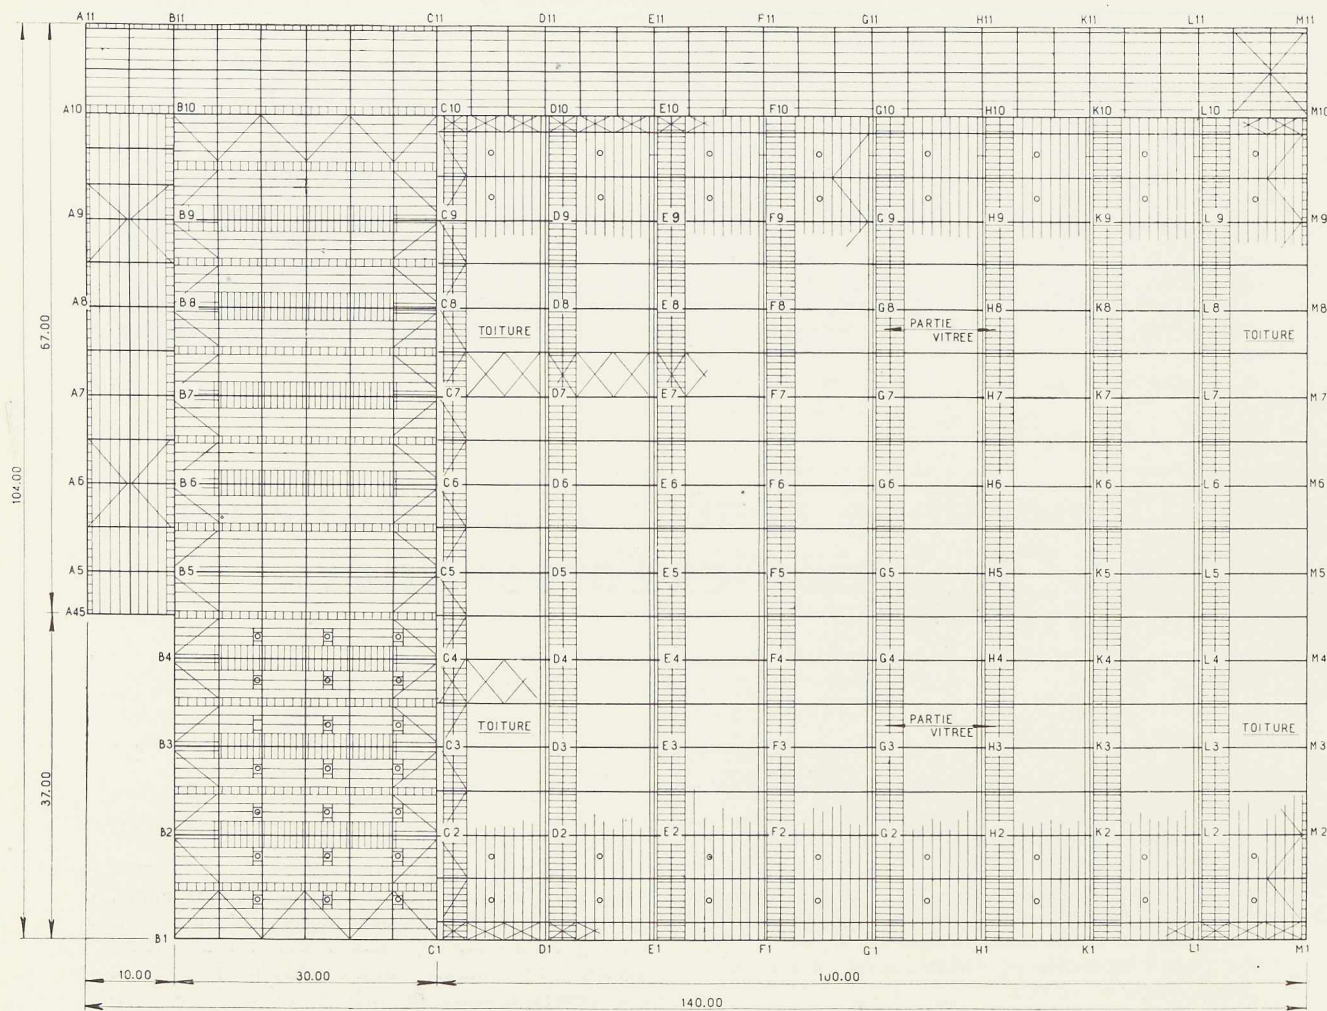 A11 B11 C11 D11 E11 F11 G11 H11 K11 L11 M11
A10 B10 C10 D10 E10 F10 G10 H10 K10 L10 M10
A9 B9 C9 D9 E9 F9 G9 H9 K9 L9 M9
A8 B8 C8 D8 E8 F8 G8 H8 K8 L8 M8
TOITURE PARTIE VITREE TOITURE
67.00
A7 B7 C7 D7 E7 F7 G7 H7 K7 L7 M7
104.00
A6 B6 C6 D6 E6 F6 G6 H6 K6 L6 M6
A5 B5 C5 D5 E5 F5 G5 H5 K5 L5 M5
A45
B4 C4 D4 E4 F4 G4 H4 K4 L4 M4
TOITURE PARTIE VITREE TOITURE
B3 C3 D3 E3 F3 G3 H3 K3 L3 M3
37.00
B2 C2 D2 E2 F2 G2 H2 K2 L2 M2
B1 C1 D1 E1 F1 G1 H1 K1 L1 M1
10.00 30.00 100.00
140.00